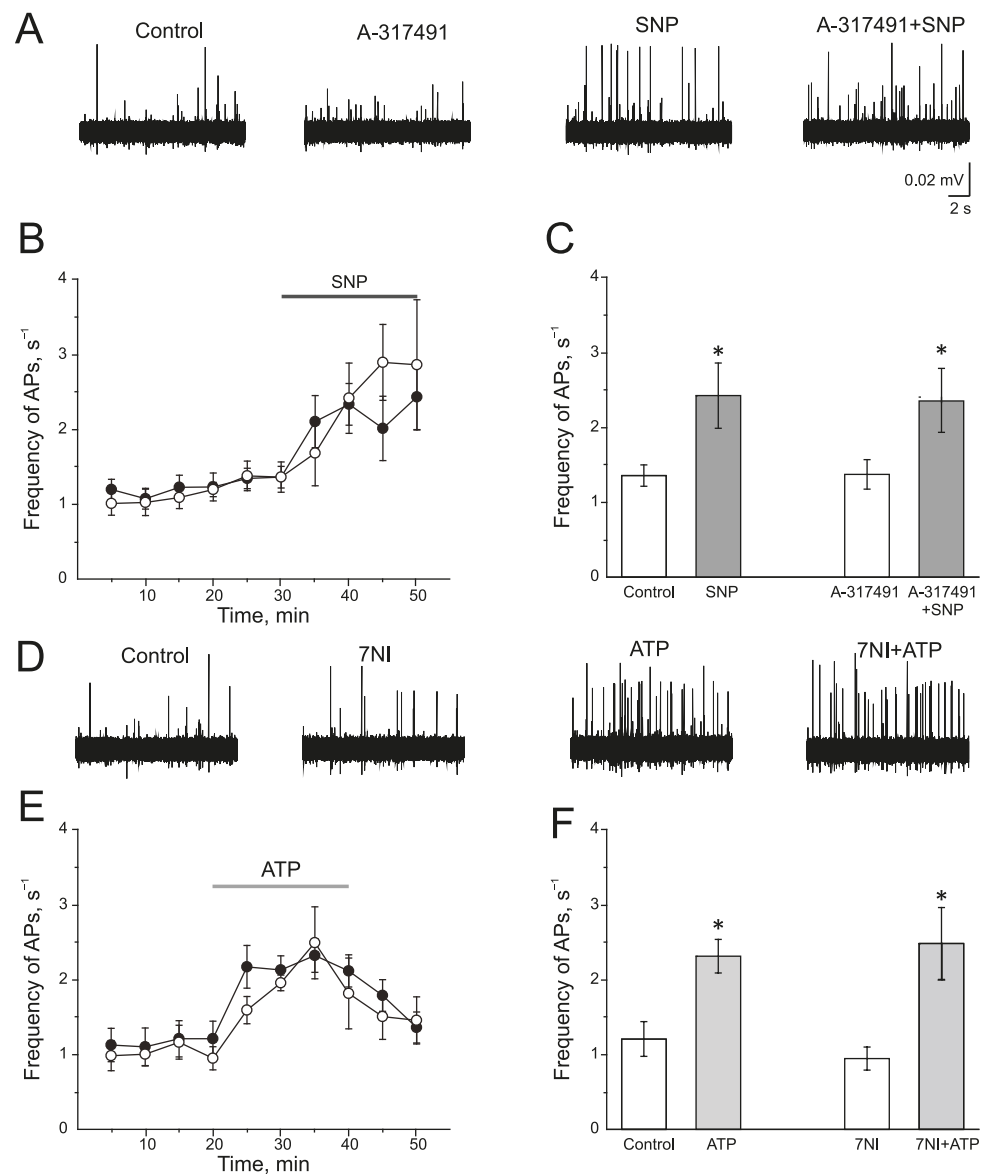 A
Control
A-317491
SNP
A-317491+SNP
0.02 mV
2 s
B
Frequency of APs, s⁻¹
4
3
2
1
0
SNP
10 20 30 40 50
Time, min
C
Frequency of APs, s⁻¹
4
3
2
1
0
* *
Control SNP A-317491 A-317491
+SNP
D
Control
7NI
ATP
7NI+ATP
E
Frequency of APs, s⁻¹
4
3
2
1
0
ATP
10 20 30 40 50
Time, min
F
Frequency of APs, s⁻¹
4
3
2
1
0
* *
Control ATP 7NI 7NI+ATP